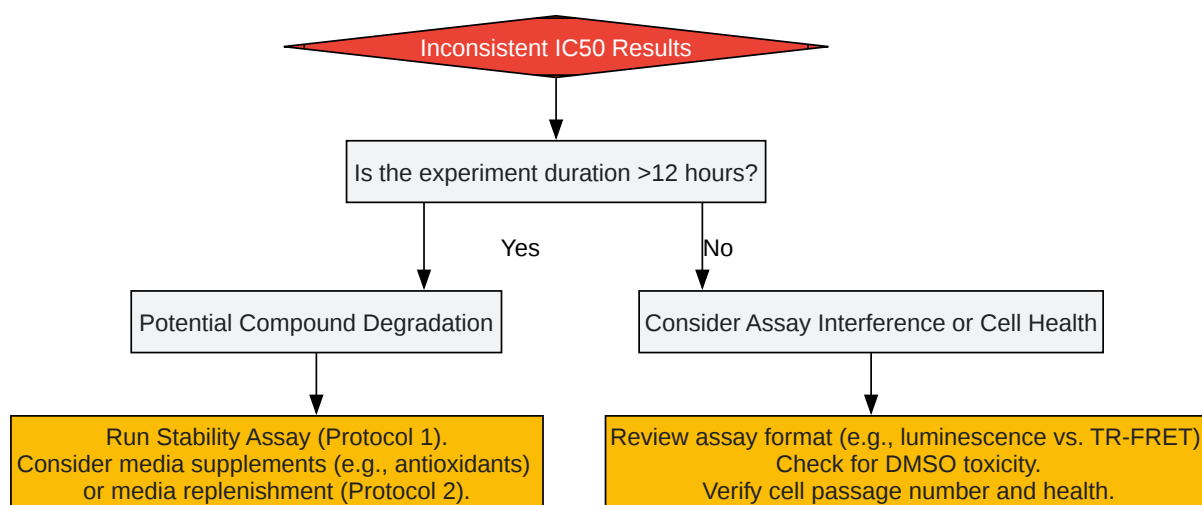 Inconsistent IC50 Results
Is the experiment duration >12 hours?
Yes
No
Potential Compound Degradation
Consider Assay Interference or Cell Health
Run Stability Assay (Protocol 1).
Consider media supplements (e.g., antioxidants)
or media replenishment (Protocol 2).
Review assay format (e.g., luminescence vs. TR-FRET).
Check for DMSO toxicity.
Verify cell passage number and health.